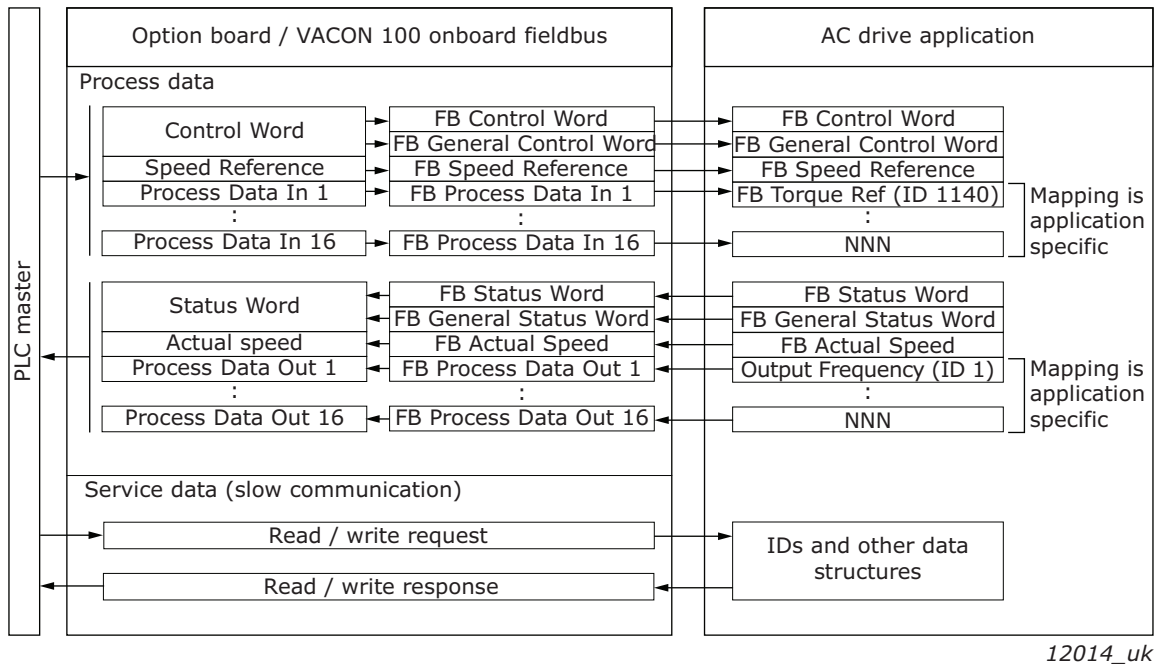 Option board / VACON 100 onboard fieldbus
AC drive application
Process data
Control Word
FB Control Word
FB Control Word
FB General Control Word
FB General Control Word
Speed Reference
FB Speed Reference
FB Speed Reference
Process Data In 1
FB Process Data In 1
FB Torque Ref (ID 1140)
:
:
:
Process Data In 16
FB Process Data In 16
NNN
Mapping is
application
specific
PLC master
Status Word
FB Status Word
FB Status Word
FB General Status Word
FB General Status Word
Actual speed
FB Actual Speed
FB Actual Speed
Process Data Out 1
FB Process Data Out 1
Output Frequency (ID 1)
:
:
:
Process Data Out 16
FB Process Data Out 16
NNN
Mapping is
application
specific
Service data (slow communication)
Read / write request
Read / write response
IDs and other data
structures
12014_uk